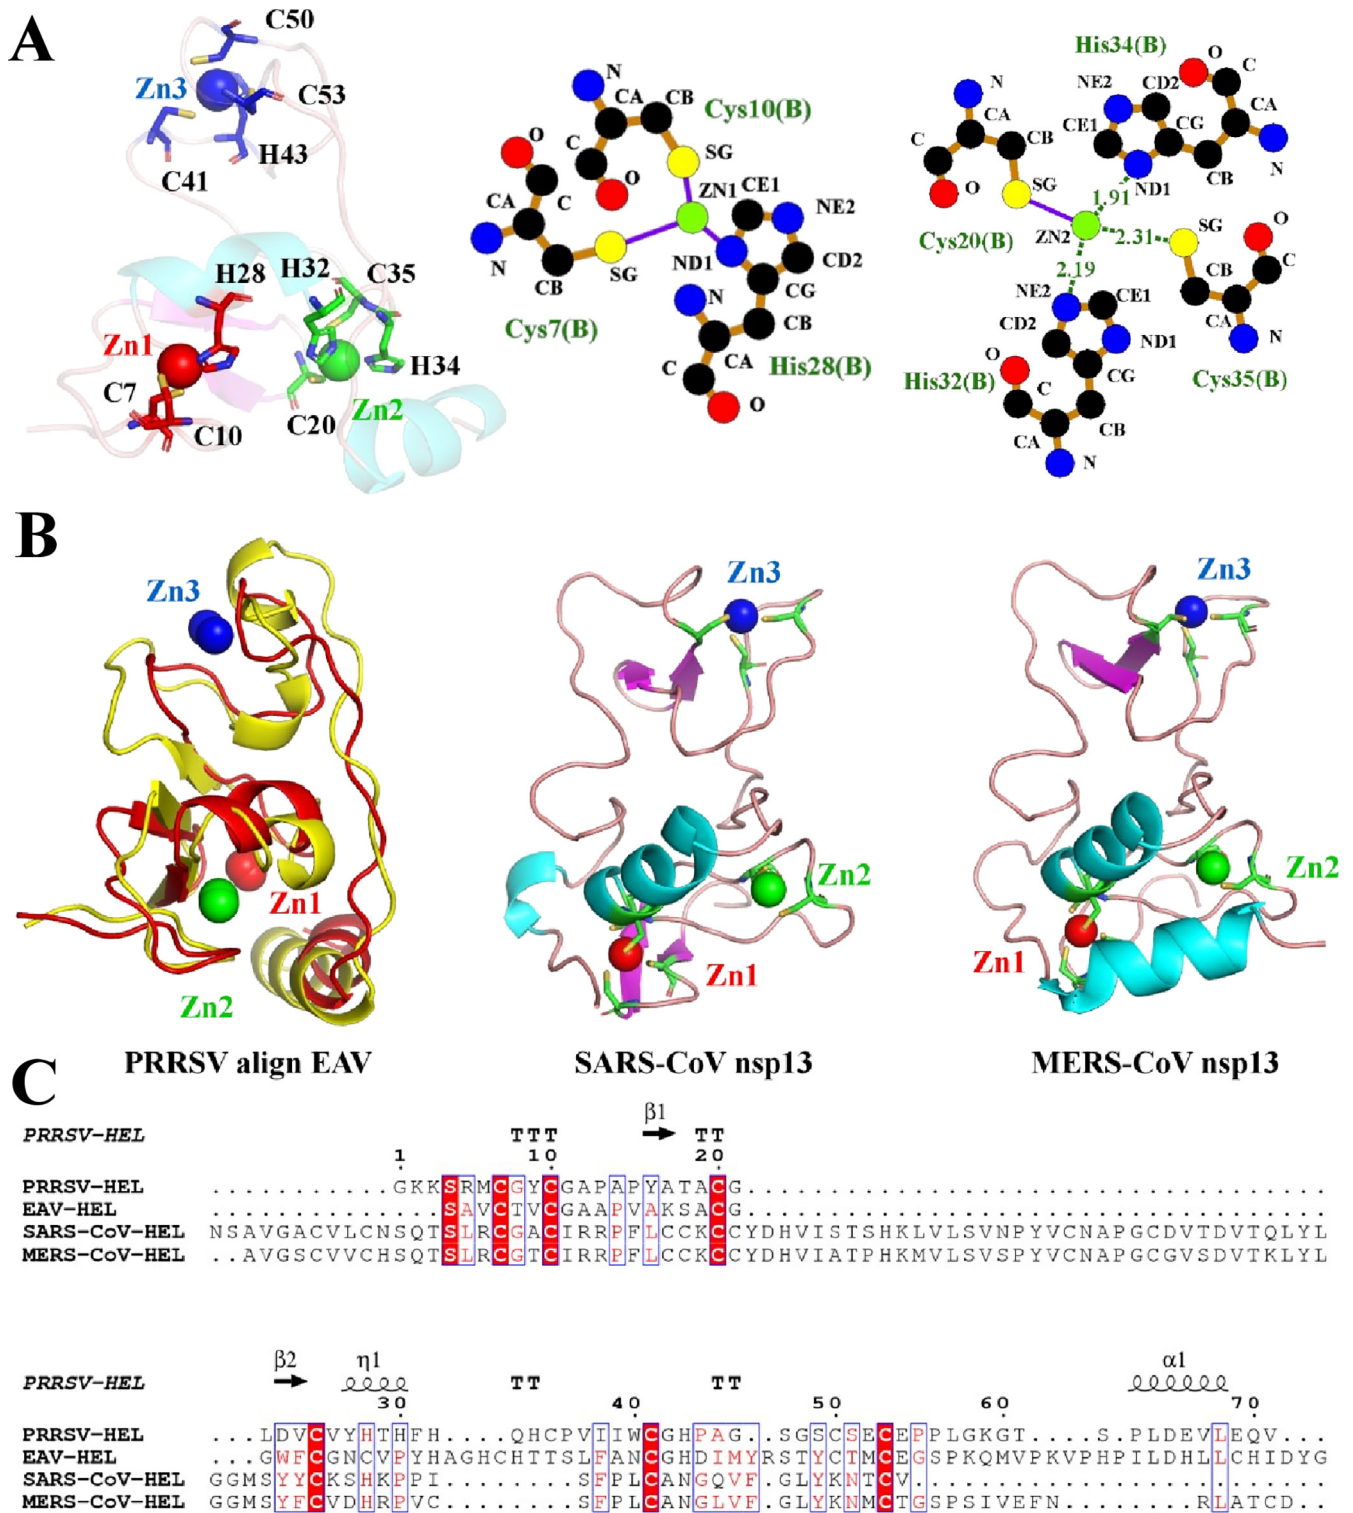 A
C50
Zn3
C53
H43
C41
H28
H32
C35
Zn1
C7
H34
Zn2
C10
C20
N
CA
CB
Cys10(B)
O
C
SG
O
ZN1
CE1
NE2
CA
C
N
SG
ND1
CD2
CB
N
CG
Cys7(B)
CB
CA
C
His28(B)
O
His34(B)
O
C
N
NE2
CD2
CA
CA
CB
CE1
CG
C
N
ND1
CB
O
SG
1.91
SG
O
Cys20(B)
ZN2
2.31
C
2.19
CB
NE2
CE1
CA
N
CD2
ND1
O
C
CG
His32(B)
Cys35(B)
CA
CB
N
B
Zn3
Zn1
Zn2
PRRSV align EAV
Zn3
Zn2
Zn1
SARS-CoV nsp13
Zn3
Zn2
Zn1
MERS-CoV nsp13
C
β1
PRRSV-HEL TTT TT
1 10 20
PRRSV-HEL ...........GKKSRMCGYCGAPAPYATACG...................................
EAV-HEL ..............SAVCTVCGAAPVAKSACG...................................
SARS-CoV-HEL NSAVGACVLCNSQTSLRCGACIRRPFLCCKCCYDHVISTSHKLVLSVNPYVCNAPGCDVTDVTQLYL
MERS-CoV-HEL ..AVGSCVVCHSQTSLRCGTCIRRPFLCCKCCYDHVIATPHKMVLSVSPYVCNAPGCGVSDVTKLYL
β2 η1 α1
PRRSV-HEL TT TT
30 40 50 60 70
PRRSV-HEL ...LDVCVYHTHFH....QHCPVIIWCGHPAG..SGSCSECEPPLGKGT....S.PLDEVLEQV...
EAV-HEL ...GWFCGNCVPYHAGHCHTTSLFANCGHDIMYRSTYCTMCEGSPKQMVPKVPHPILDHLLCHIDYG
SARS-CoV-HEL GGMSYYCKSHKPPI........SFPLCANGQVF.GLYKNTCV.........................
MERS-CoV-HEL GGMSYFCVDHRPVC........SFPLCANGLVF.GLYKNMCTGSPSIVEFN........RLATCD..